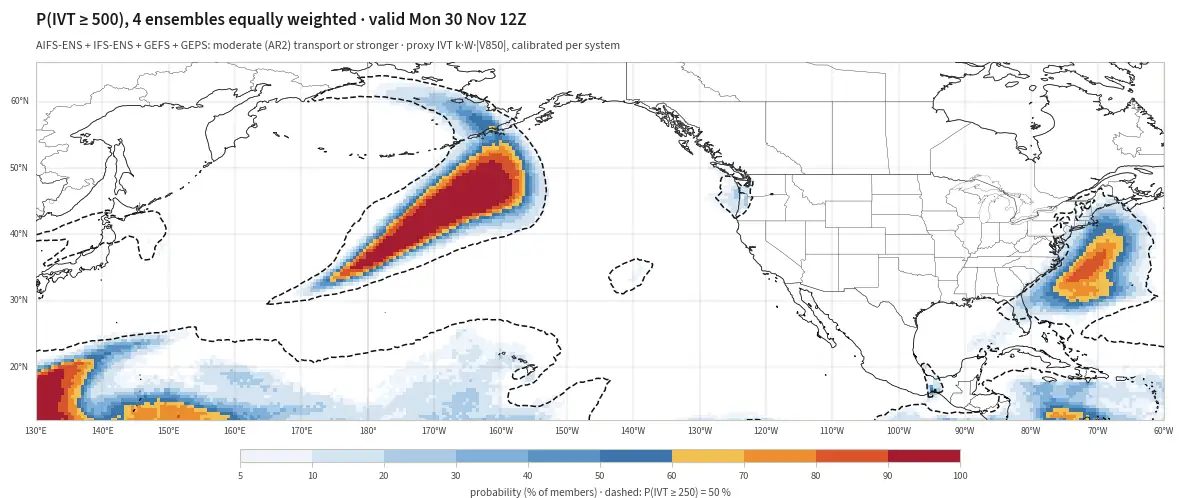 P(IVT ≥ 500), 4 ensembles equally weighted · valid Mon 30 Nov 12Z
AIFS-ENS + IFS-ENS + GEFS + GEPS: moderate (AR2) transport or stronger · proxy IVT k·W·|V850|, calibrated per system
60°N
50°N
40°N
30°N
20°N
130°E 140°E 150°E 160°E 170°E 180° 170°W 160°W 150°W 140°W 130°W 120°W 110°W 100°W 90°W 80°W 70°W 60°W
5 10 20 30 40 50 60 70 80 90 100
probability (% of members) · dashed: P(IVT ≥ 250) = 50 %